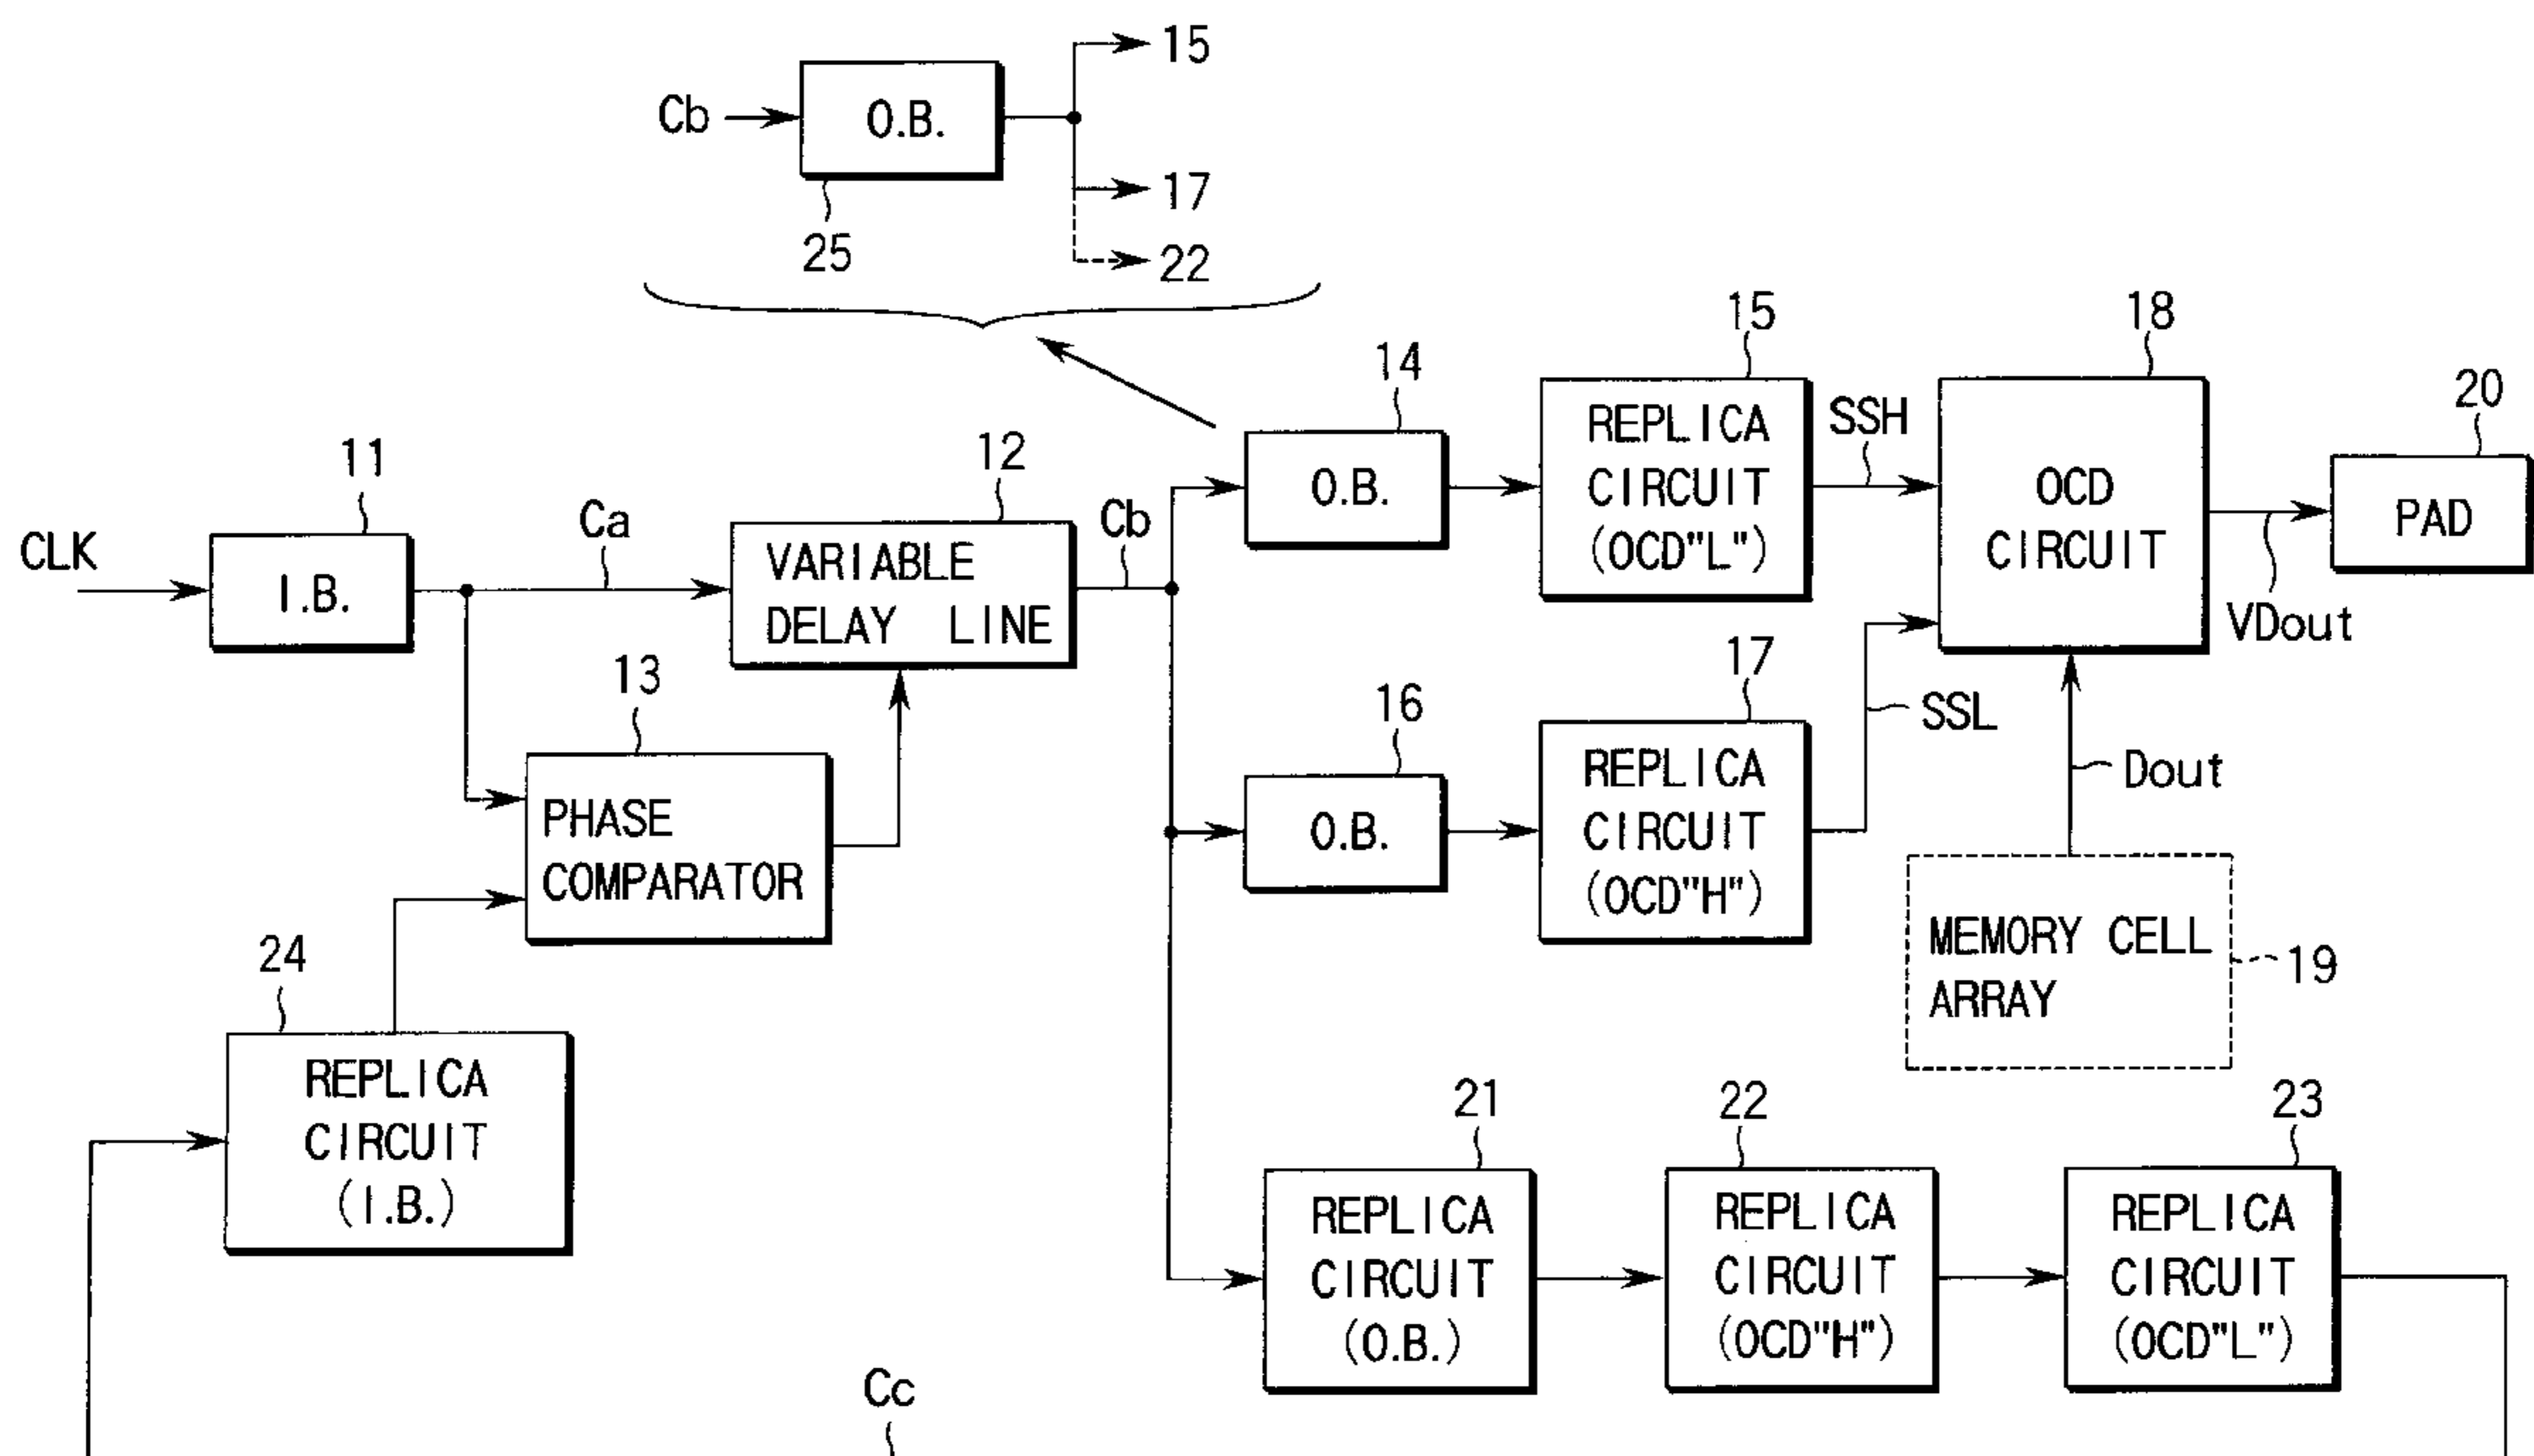 15
Cb
O.B.
17
25
22
15
18
14
20
REPLICA
CIRCUIT
(OCD"L")
SSH
12
11
O.B.
OCD
CIRCUIT
PAD
CLK
Ca
Cb
I.B.
VARIABLE
DELAY LINE
VDout
13
17
16
SSL
PHASE
COMPARATOR
O.B.
REPLICA
CIRCUIT
(OCD"H")
Dout
24
MEMORY CELL
ARRAY
19
REPLICA
CIRCUIT
(I.B.)
21
22
23
REPLICA
CIRCUIT
(O.B.)
REPLICA
CIRCUIT
(OCD"H")
REPLICA
CIRCUIT
(OCD"L")
Cc